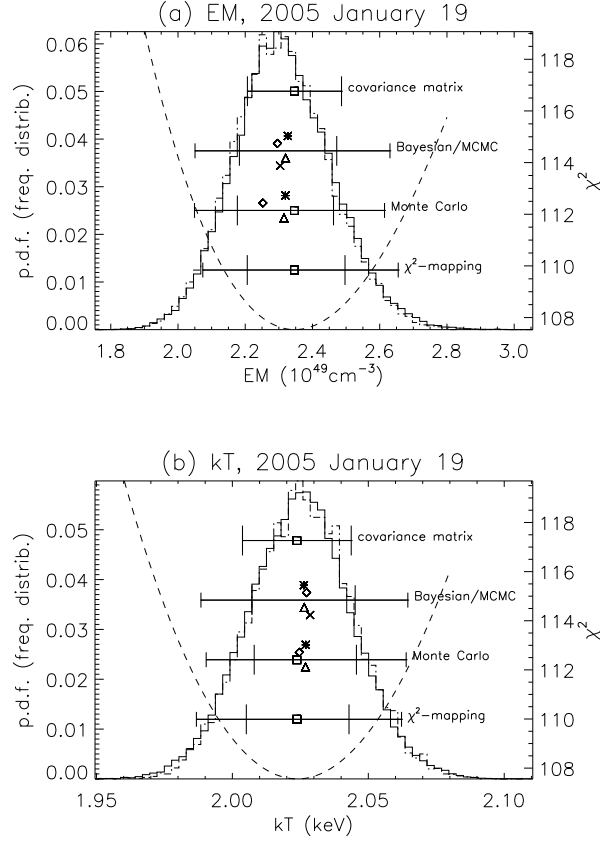 (a) EM, 2005 January 19
0.06
0.05
0.04
0.03
0.02
0.01
0.00
p.d.f. (freq. distrib.)
covariance matrix
Bayesian/MCMC
Monte Carlo
χ²-mapping
118
116
114
112
110
108
χ²
1.8 2.0 2.2 2.4 2.6 2.8 3.0
EM (10⁴⁹cm⁻³)
(b) kT, 2005 January 19
0.05
0.04
0.03
0.02
0.01
0.00
p.d.f. (freq. distrib.)
covariance matrix
Bayesian/MCMC
Monte Carlo
χ²-mapping
118
116
114
112
110
108
χ²
1.95 2.00 2.05 2.10
kT (keV)